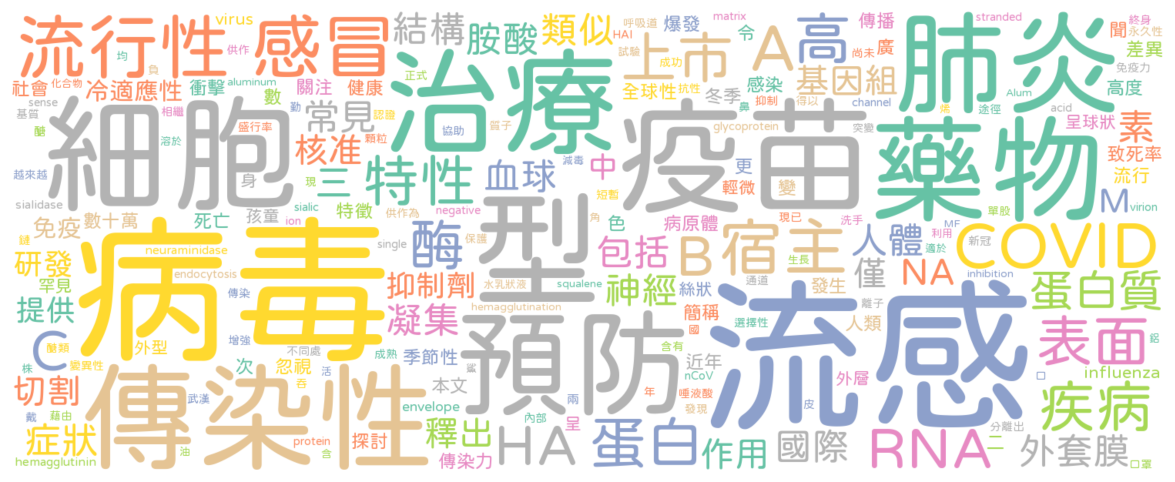 流行性感冒
virus
結構
胺酸
類似
呼吸道
HAI
試驗
爆發
matrix
令
傳播
stranded
聞
終身
永久性
均
供作
社會
化合物
負
冷適應性
衝擊
aluminum
關注
健康
正式
治療
上市
成功
A
高
尚未
廣
差異
免疫力
全球性
抗性
感染
基因組
肺炎
高度
sense
基質
醣
相繼
勤
數
常見
認識
冬季
鼻
抑制
得以
channel
烯
途徑
Alum
acid
呈球狀
素
溶於
盛行率
顆粒
協助
弱子
glycoprotein
突變
致死率
流行
越來越
細胞
核准
三
特性
血球
減毒
中
更
輕微
變
疫苗
藥物
sialidase
身
現
短暫
單股
M
virion
免疫
數十萬
死亡
孩童
sialic
ion
特徵
供作為
negative
型
角
色
病原體
現已
洗手
MF
利用
鏈
neuraminidase
single
酶
保護
包括
B
宿主
生長
人體
邁於
新冠
COVID
研發
罕見
endocytosis
水乳狀液
squalene
神經
絲狀
通道
發生
僅
NA
inhibition
蛋白質
提供
病毒
傳染
抑制劑
hemagglutination
簡稱
國
選擇性
離子
人類
C
醣類
外型
增強
不同處
凝集
預防
流感
表面
鋁
株
變異性
次
忽視
成熟
季節性
含有
近年
nCoV
influenza
切割
戴
藉由
武漢
活
吞
本文
鯊
年
外層
唾液酸
發現
皮
口
疾病
傳染性
envelope
內部
兩
分離出
症狀
油
protein
含
探討
釋出
呈
HA
蛋白
作用
國際
RNA
二
外套膜
口罩
hemagglutinin
傳染力